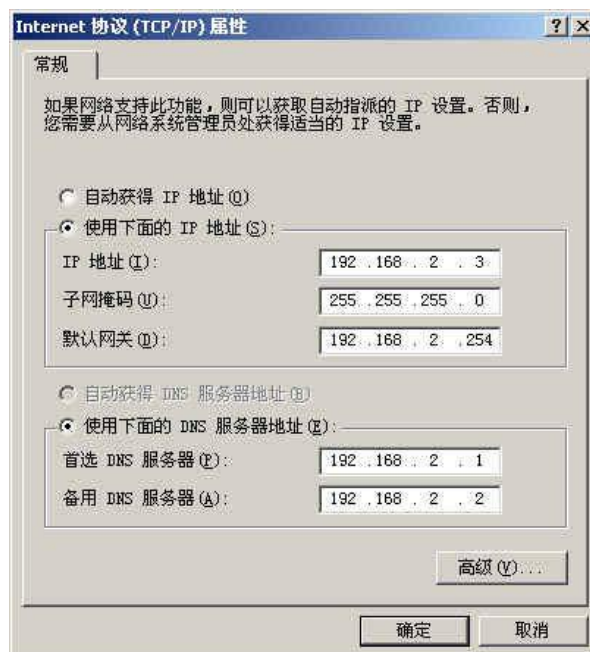 Internet 协议 (TCP/IP) 属性
常规
如果网络支持此功能，则可以获取自动指派的 IP 设置。否则，
您需要从网络系统管理员处获得适当的 IP 设置。
自动获得 IP 地址(O)
使用下面的 IP 地址(S):
IP 地址(I): 192 .168 . 2 . 3
子网掩码(U): 255 .255 .255 . 0
默认网关(D): 192 .168 . 2 .254
自动获得 DNS 服务器地址(B)
使用下面的 DNS 服务器地址(E):
首选 DNS 服务器(P): 192 .168 . 2 . 1
备用 DNS 服务器(A): 192 .168 . 2 . 2
高级(V)...
确定 取消